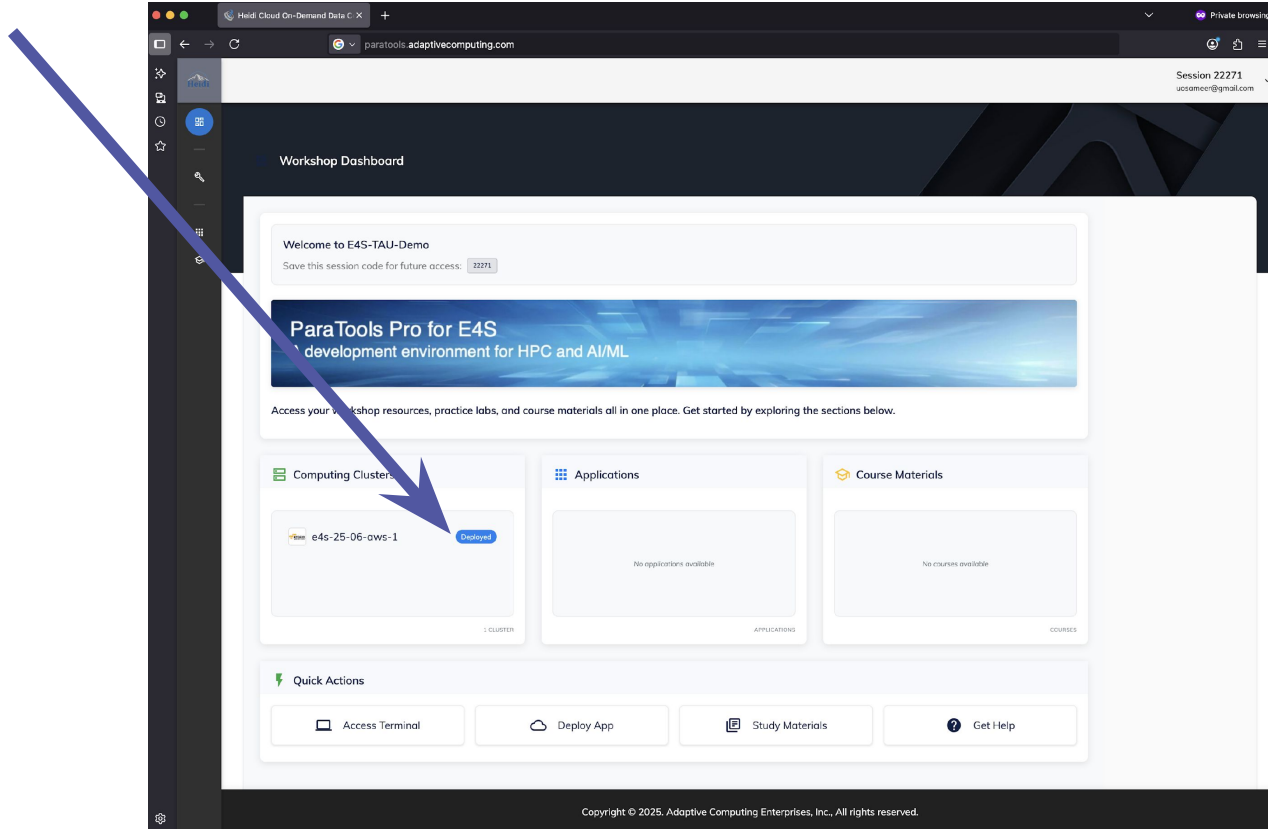 Heidi Cloud On-Demand Data C
Private browsing
paratools.adaptivecomputing.com
Heidi
Session 22271
uosameer@gmail.com
Workshop Dashboard
Welcome to E4S-TAU-Demo
Save this session code for future access: 22271
ParaTools Pro for E4S
development environment for HPC and AI/ML
Access your workshop resources, practice labs, and course materials all in one place. Get started by exploring the sections below.
Computing Clusters
Applications
Course Materials
e4s-25-06-aws-1
Deployed
No applications available
No courses available
1 CLUSTER
APPLICATIONS
COURSES
Quick Actions
Access Terminal
Deploy App
Study Materials
Get Help
Copyright © 2025. Adaptive Computing Enterprises, Inc., All rights reserved.